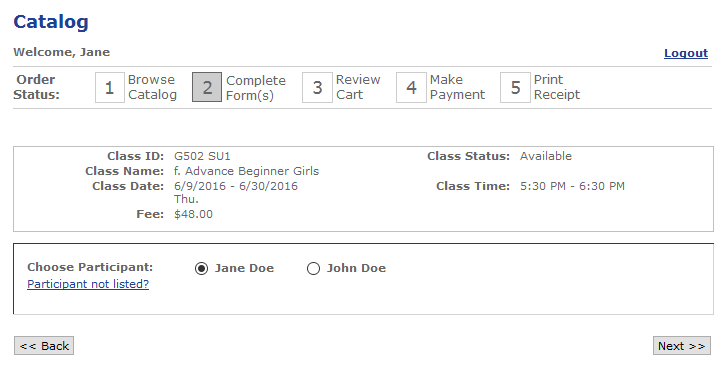 Catalog
Welcome, Jane
Logout
Order Status:
1 Browse Catalog
2 Complete Form(s)
3 Review Cart
4 Make Payment
5 Print Receipt
Class ID: G502 SU1 Class Status: Available
Class Name: f. Advance Beginner Girls
Class Date: 6/9/2016 - 6/30/2016 Class Time: 5:30 PM - 6:30 PM
Thu.
Fee: $48.00
Choose Participant: Jane Doe John Doe
Participant not listed?
<< Back Next >>